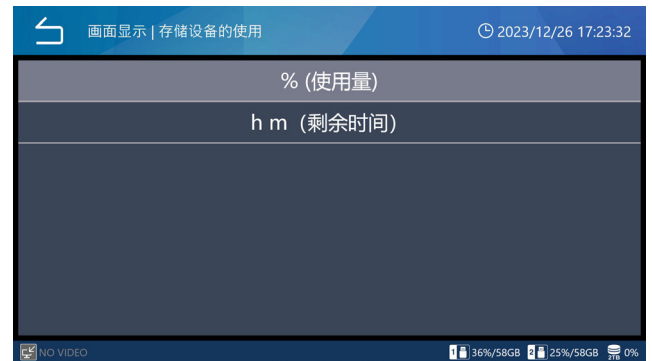 画面显示 | 存储设备的使用
2023/12/26 17:23:32
% (使用量)
h m (剩余时间)
NO VIDEO
1 36%/58GB 2 25%/58GB 2TB 0%